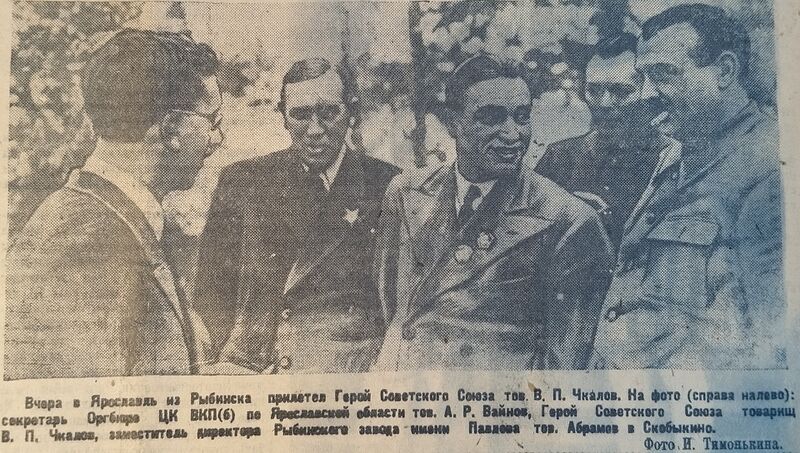 Вчера в Ярославль из Рыбинска прилетел Герой Советского Союза тов. В. П. Чкалов. На фото (справа налево):
секретарь Оргбюро ЦК ВКП(б) по Ярославской области тов. А. Р. Вайнов, Герой Советского Союза товарищ
В. П. Чкалов, заместитель директора Рыбинского завода имени Павлова тов. Абрамов и Скобыкино.
Фото И. Тимонькина.